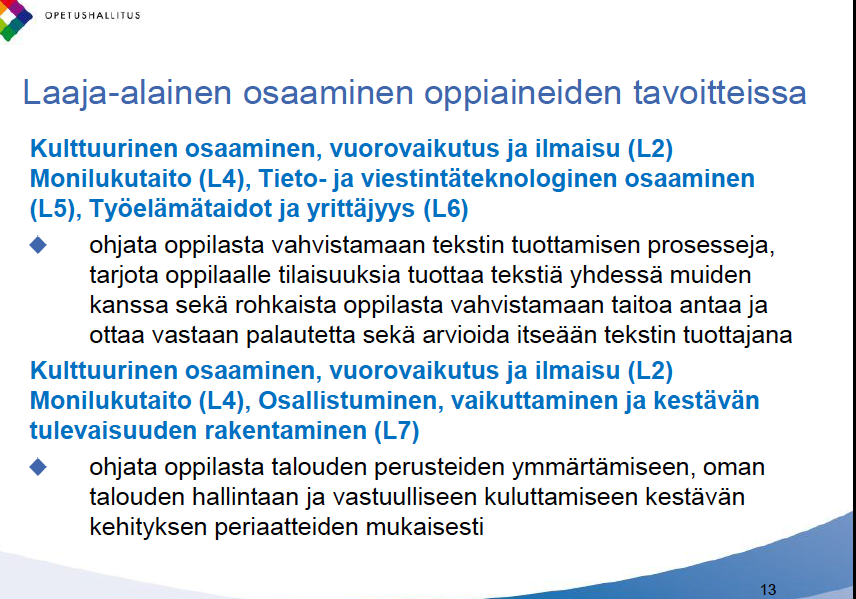 OPETUSHALLITUS
Laaja-alainen osaaminen oppiaineiden tavoitteissa
Kulttuurinen osaaminen, vuorovaikutus ja ilmaisu (L2)
Monilukutaito (L4), Tieto- ja viestintäteknologinen osaaminen
(L5), Työelämätaidot ja yrittäjyys (L6)
ohjata oppilasta vahvistamaan tekstin tuottamisen prosesseja,
tarjota oppilaalle tilaisuuksia tuottaa tekstiä yhdessä muiden
kanssa sekä rohkaista oppilasta vahvistamaan taitoa antaa ja
ottaa vastaan palautetta sekä arvioida itseään tekstin tuottajana
Kulttuurinen osaaminen, vuorovaikutus ja ilmaisu (L2)
Monilukutaito (L4), Osallistuminen, vaikuttaminen ja kestävän
tulevaisuuden rakentaminen (L7)
ohjata oppilasta talouden perusteiden ymmärtämiseen, oman
talouden hallintaan ja vastuulliseen kuluttamiseen kestävän
kehityksen periaatteiden mukaisesti
13